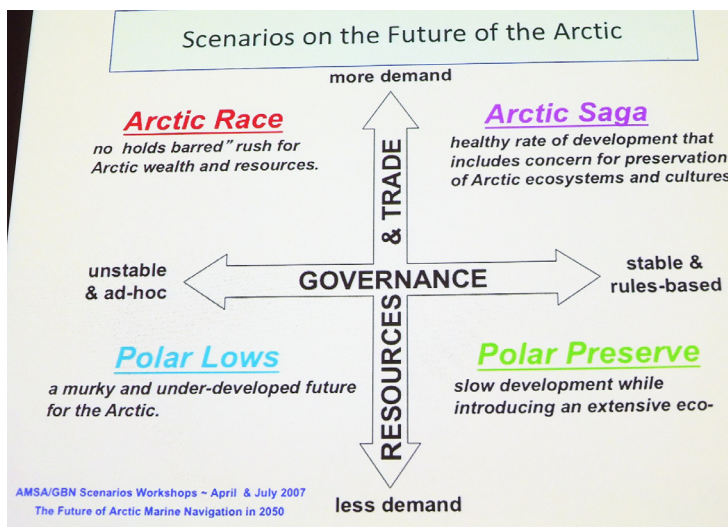 Scenarios on the Future of the Arctic
more demand
Arctic Race
no holds barred” rush for
Arctic wealth and resources.
Arctic Saga
healthy rate of development that
includes concern for preservation
of Arctic ecosystems and cultures
& TRADE
unstable
& ad-hoc
GOVERNANCE
stable &
rules-based
RESOURCES
Polar Lows
a murky and under-developed future
for the Arctic.
Polar Preserve
slow development while
introducing an extensive eco-
AMSA/GBN Scenarios Workshops ~ April & July 2007
The Future of Arctic Marine Navigation in 2050
less demand